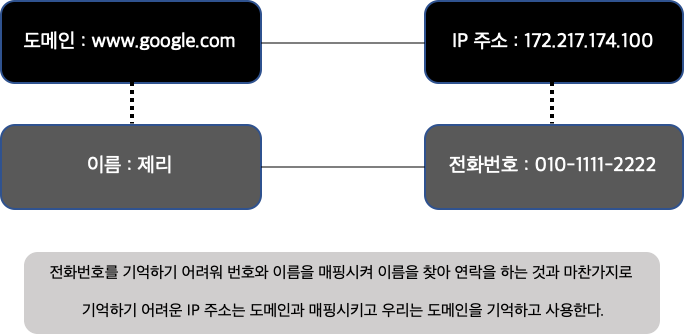 도메인 : www.google.com
IP 주소 : 172.217.174.100
이름 : 제리
전화번호 : 010-1111-2222
전화번호를 기억하기 어려워 번호와 이름을 매핑시켜 이름을 찾아 연락을 하는 것과 마찬가지로
기억하기 어려운 IP 주소는 도메인과 매핑시키고 우리는 도메인을 기억하고 사용한다.